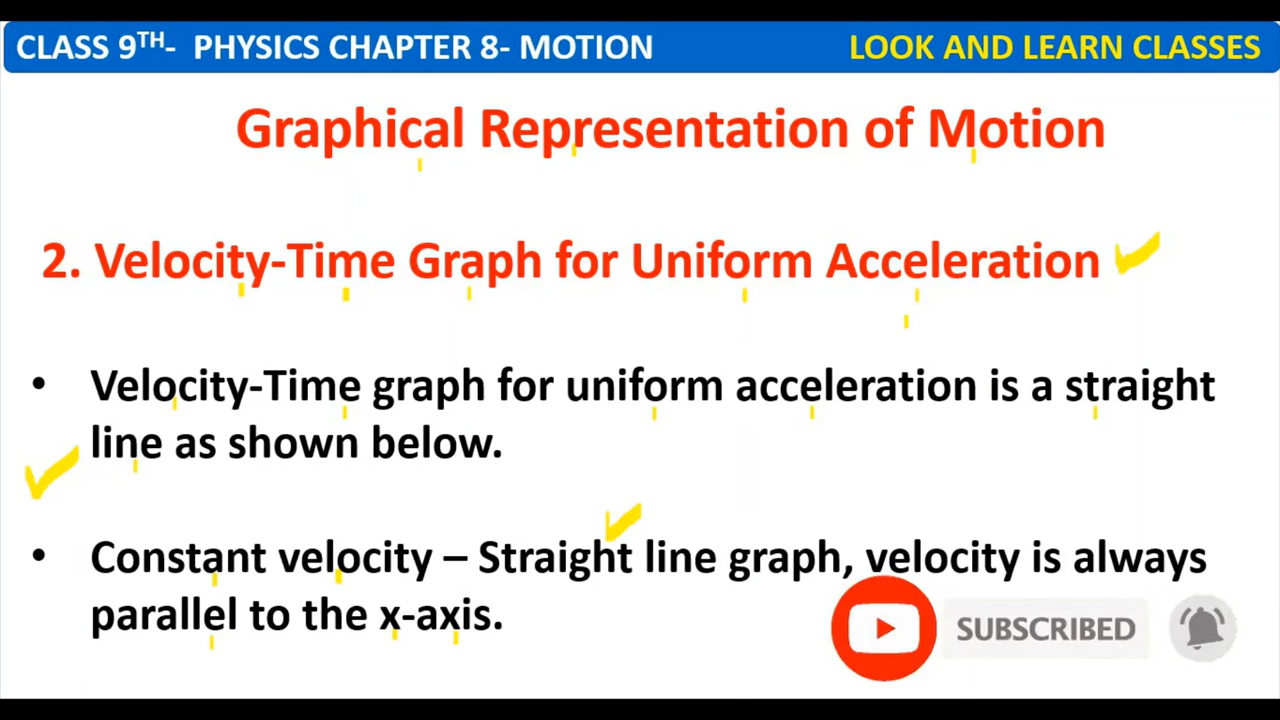 CLASS 9TH- PHYSICS CHAPTER 8- MOTION
LOOK AND LEARN CLASSES
Graphical Representation of Motion
2. Velocity-Time Graph for Uniform Acceleration
• Velocity-Time graph for uniform acceleration is a straight
line as shown below.
• Constant velocity – Straight line graph, velocity is always
parallel to the x-axis.
SUBSCRIBED